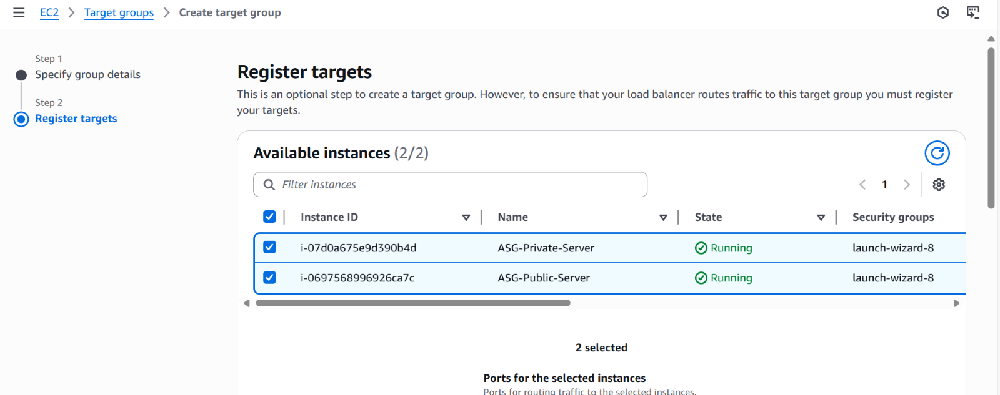 EC2 > Target groups > Create target group
Step 1
Specify group details
Step 2
Register targets
Register targets
This is an optional step to create a target group. However, to ensure that your load balancer routes traffic to this target group you must register
your targets.
Available instances (2/2)
Filter instances
1
Instance ID Name State Security groups
i-07d0a675e9d390b4d ASG-Private-Server Running launch-wizard-8
i-0697568996926ca7c ASG-Public-Server Running launch-wizard-8
2 selected
Ports for the selected instances
Ports for routing traffic to the selected instances.